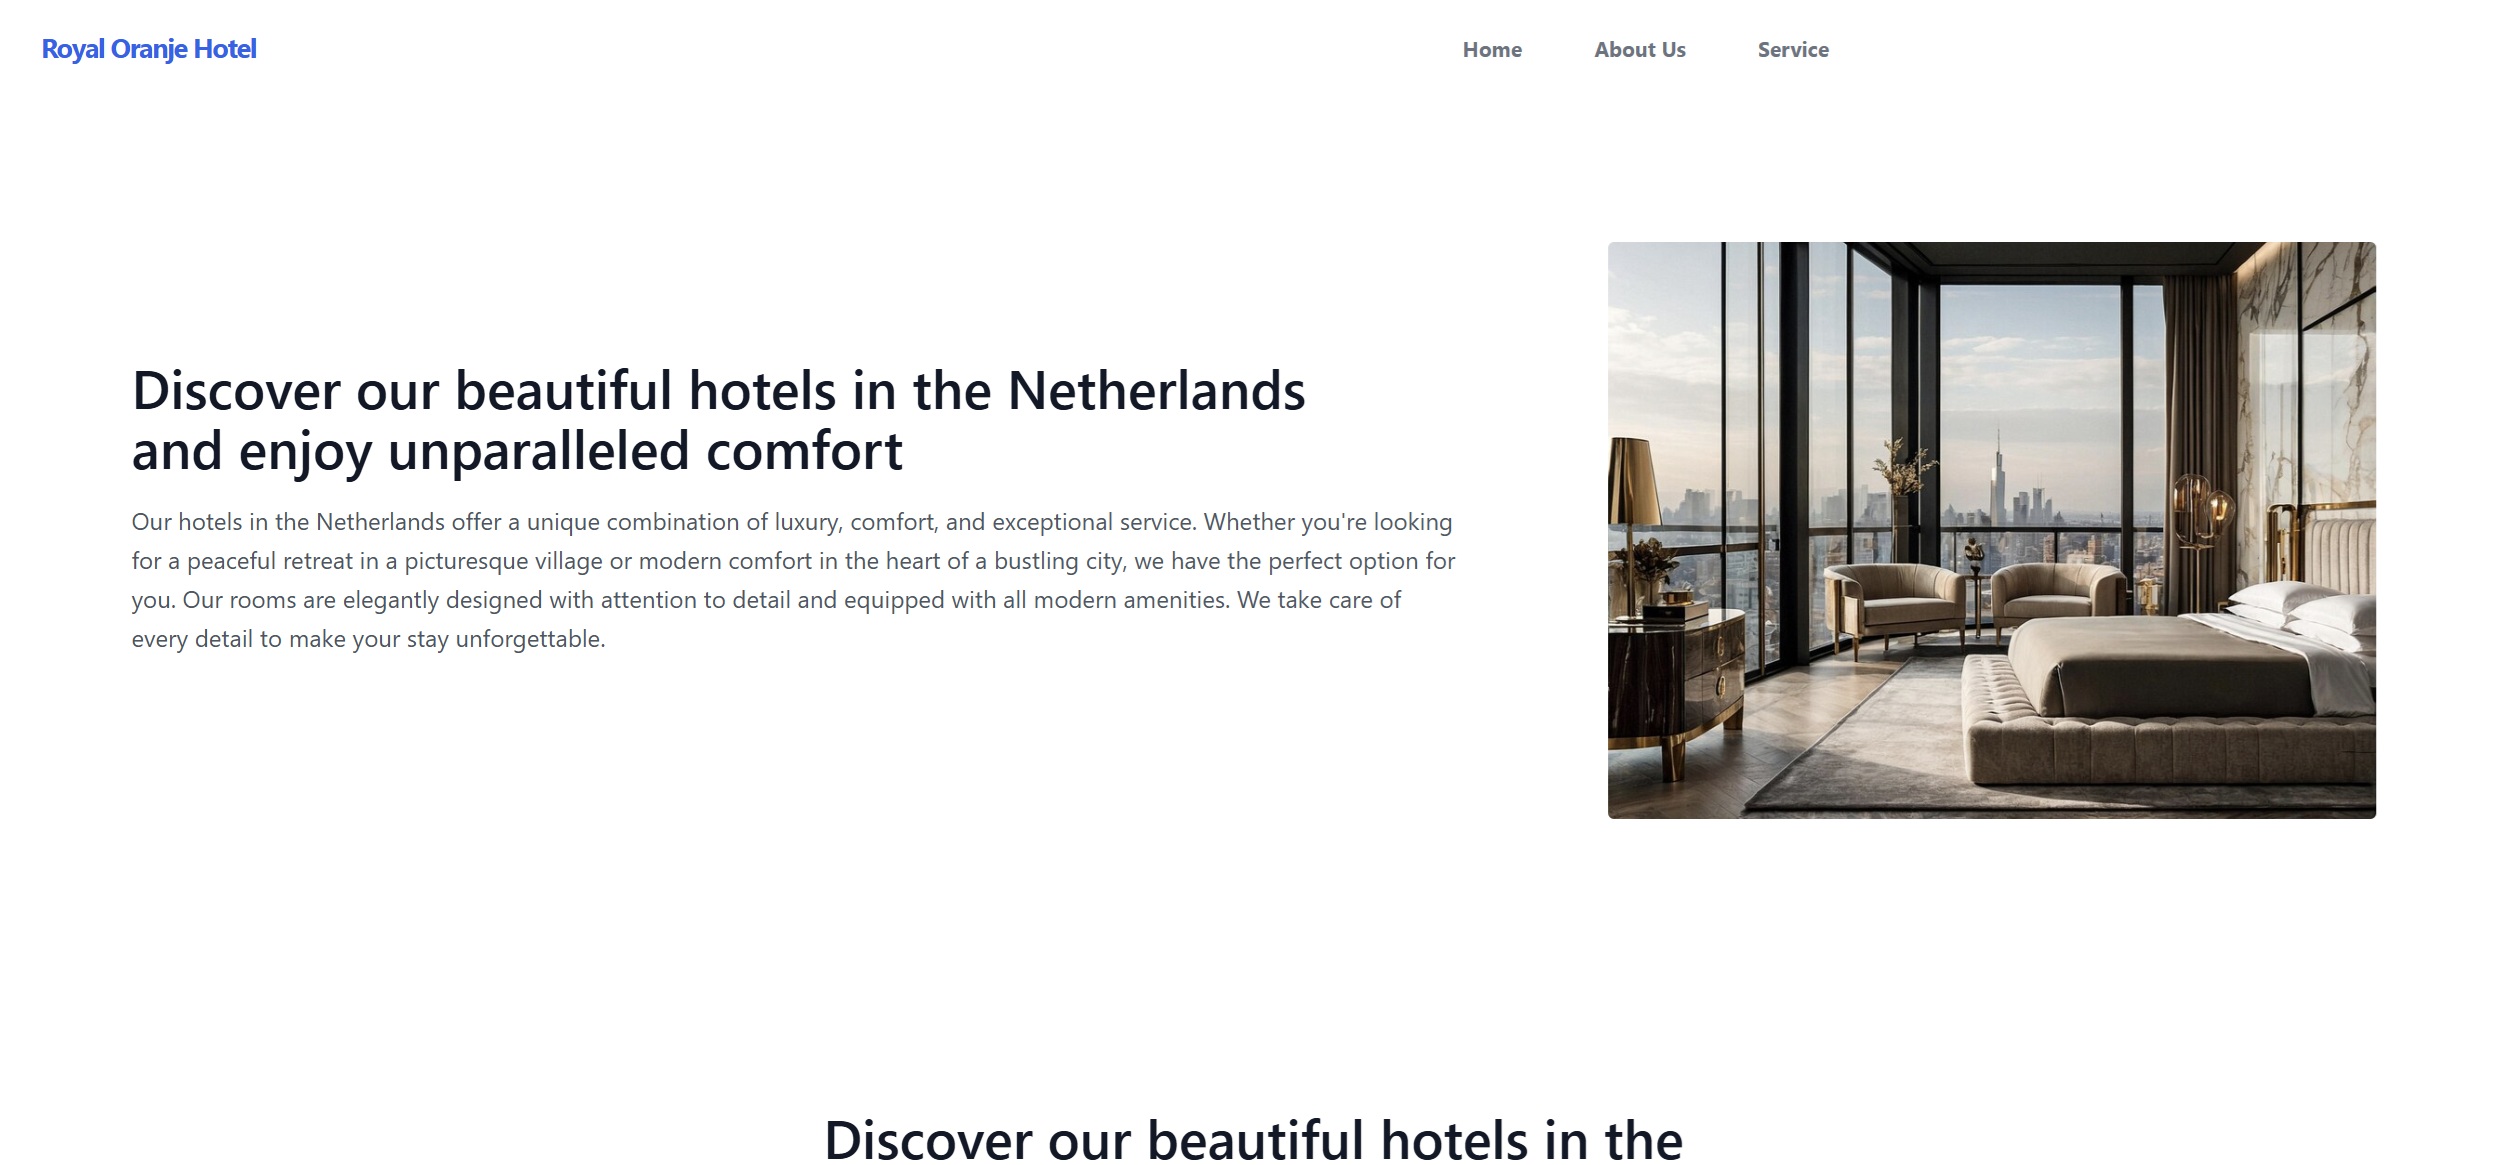 Royal Oranje Hotel
Home
About Us
Service
Discover our beautiful hotels in the Netherlands
and enjoy unparalleled comfort
Our hotels in the Netherlands offer a unique combination of luxury, comfort, and exceptional service. Whether you're looking
for a peaceful retreat in a picturesque village or modern comfort in the heart of a bustling city, we have the perfect option for
you. Our rooms are elegantly designed with attention to detail and equipped with all modern amenities. We take care of
every detail to make your stay unforgettable.
Discover our beautiful hotels in the